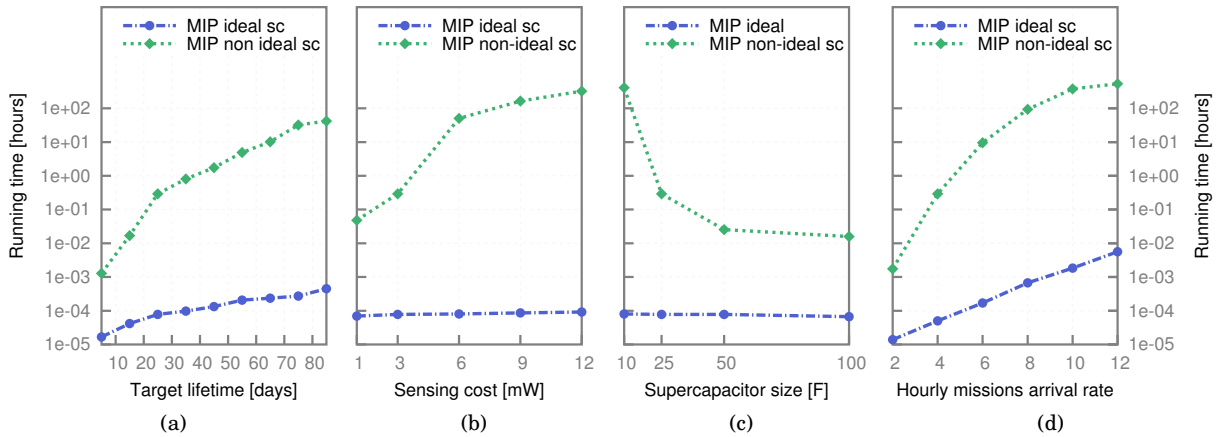 MIP ideal sc
MIP non ideal sc
MIP ideal sc
MIP non-ideal sc
MIP ideal
MIP non-ideal sc
MIP ideal sc
MIP non-ideal sc
Running time [hours]
1e+02
1e+01
1e+00
1e-01
1e-02
1e-03
1e-04
1e-05
1e+02
1e+01
1e+00
1e-01
1e-02
1e-03
1e-04
1e-05
Running time [hours]
10 20 30 40 50 60 70 80
1 3 6 9 12
10 25 50 100
2 4 6 8 10 12
Target lifetime [days]
Sensing cost [mW]
Supercapacitor size [F]
Hourly missions arrival rate
(a)
(b)
(c)
(d)